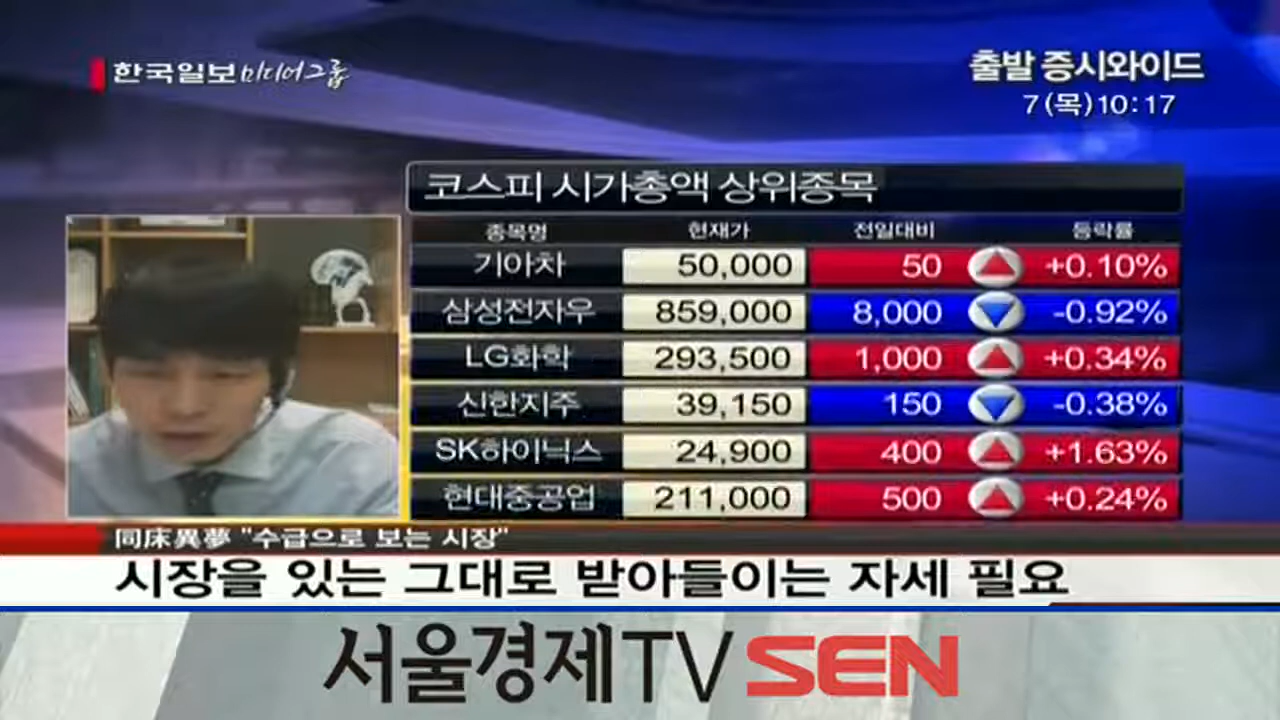 한국일보 미디어그룹
출발 증시와이드
7(목)10:17
코스피 시가총액 상위종목
종목명 현재가 전일대비 등락률
기아차 50,000 50 +0.10%
삼성전자우 859,000 8,000 -0.92%
LG화학 293,500 1,000 +0.34%
신한지주 39,150 150 -0.38%
SK하이닉스 24,900 400 +1.63%
현대중공업 211,000 500 +0.24%
同床異夢 "수급으로 보는 시장"
시장을 있는 그대로 받아들이는 자세 필요
서울경제TV SEN